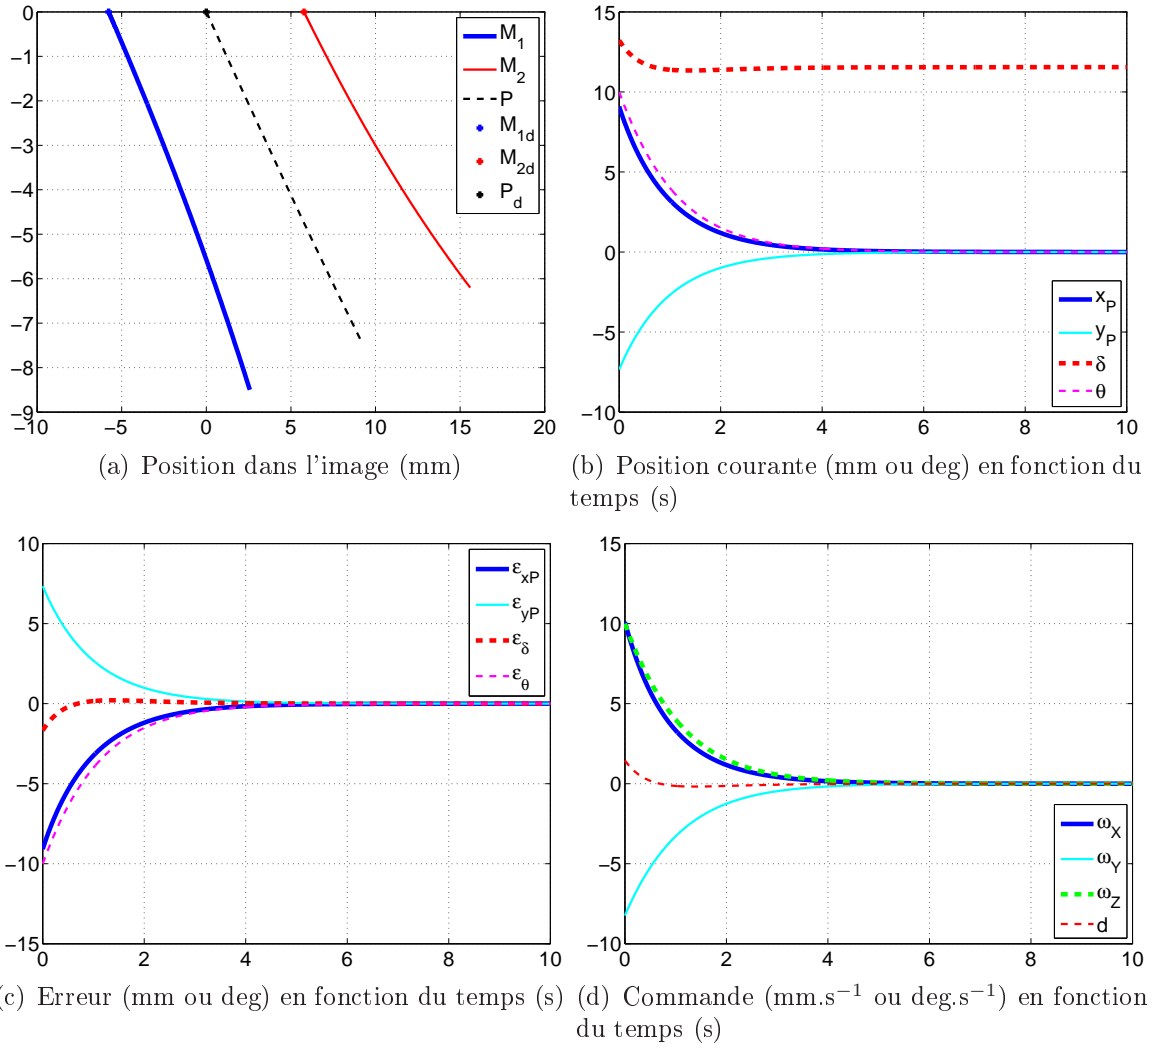 0
−1
−2
−3
−4
−5
−6
−7
−8
−9
−10 −5 0 5 10 15 20
M1
M2
P
M1d
M2d
Pd
(a) Position dans l'image (mm)
15
10
5
0
−5
−10
0 2 4 6 8 10
xP
yP
δ
θ
(b) Position courante (mm ou deg) en fonction du
temps (s)
10
5
0
−5
−10
−15
0 2 4 6 8 10
εxP
εyP
εδ
εθ
c) Erreur (mm ou deg) en fonction du temps (s)
15
10
5
0
−5
−10
0 2 4 6 8 10
ωX
ωY
ωZ
d
(d) Commande (mm.s−1 ou deg.s−1) en fonction
du temps (s)